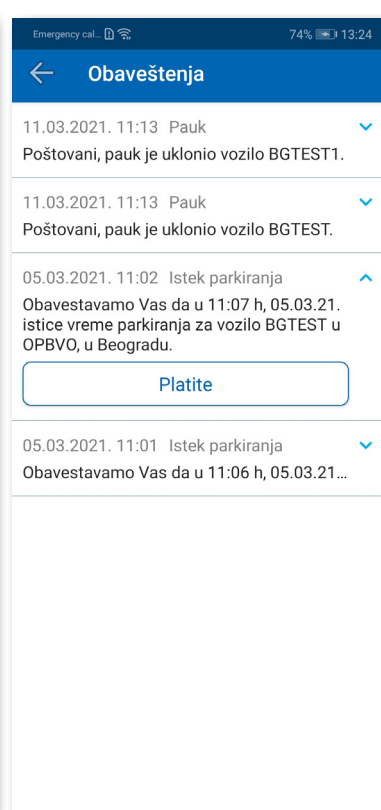 Emergency cal...
74% 13:24
Obaveštenja
11.03.2021. 11:13 Pauk
Poštovani, pauk je uklonio vozilo BGTEST1.
11.03.2021. 11:13 Pauk
Poštovani, pauk je uklonio vozilo BGTEST.
05.03.2021. 11:02 Istek parkiranja
Obavestavamo Vas da u 11:07 h, 05.03.21.
istice vreme parkiranja za vozilo BGTEST u
OPBVO, u Beogradu.
Platite
05.03.2021. 11:01 Istek parkiranja
Obavestavamo Vas da u 11:06 h, 05.03.21...